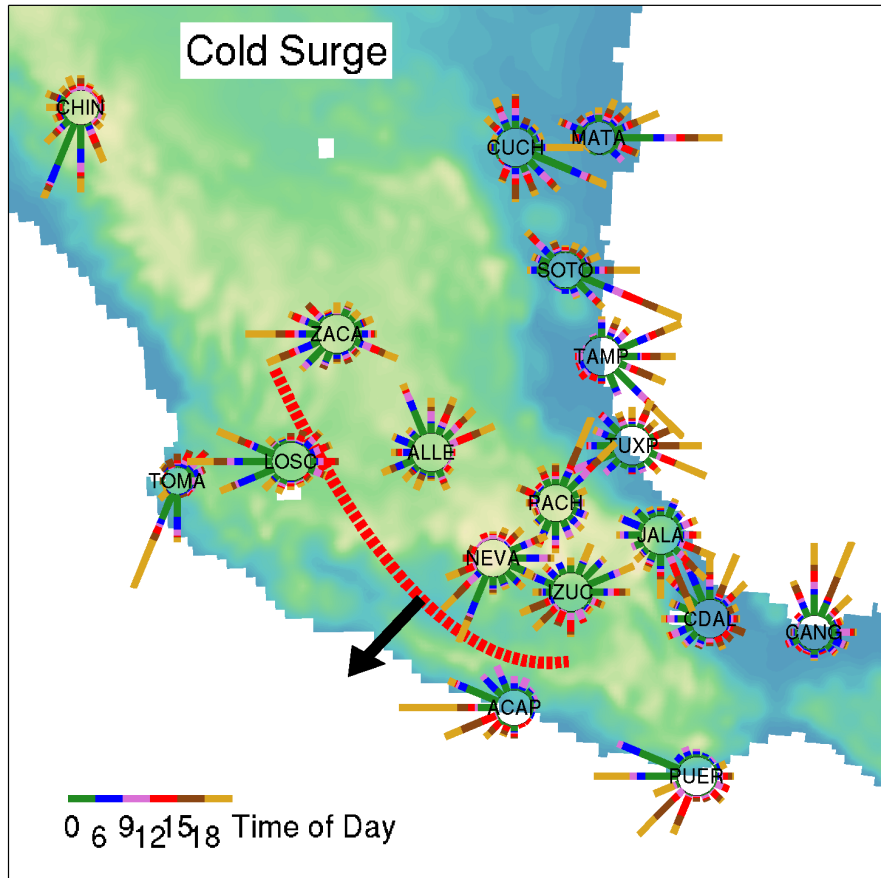 Cold Surge
CHIN
CUCH
MATA
SOTO
ZACA
TAMP
ALLE
TUXP
LOSC
TOMA
PACH
JALA
NEVA
IZUC
CDAL
CANG
ACAP
PUER
0 6 9 12 15 18 Time of Day